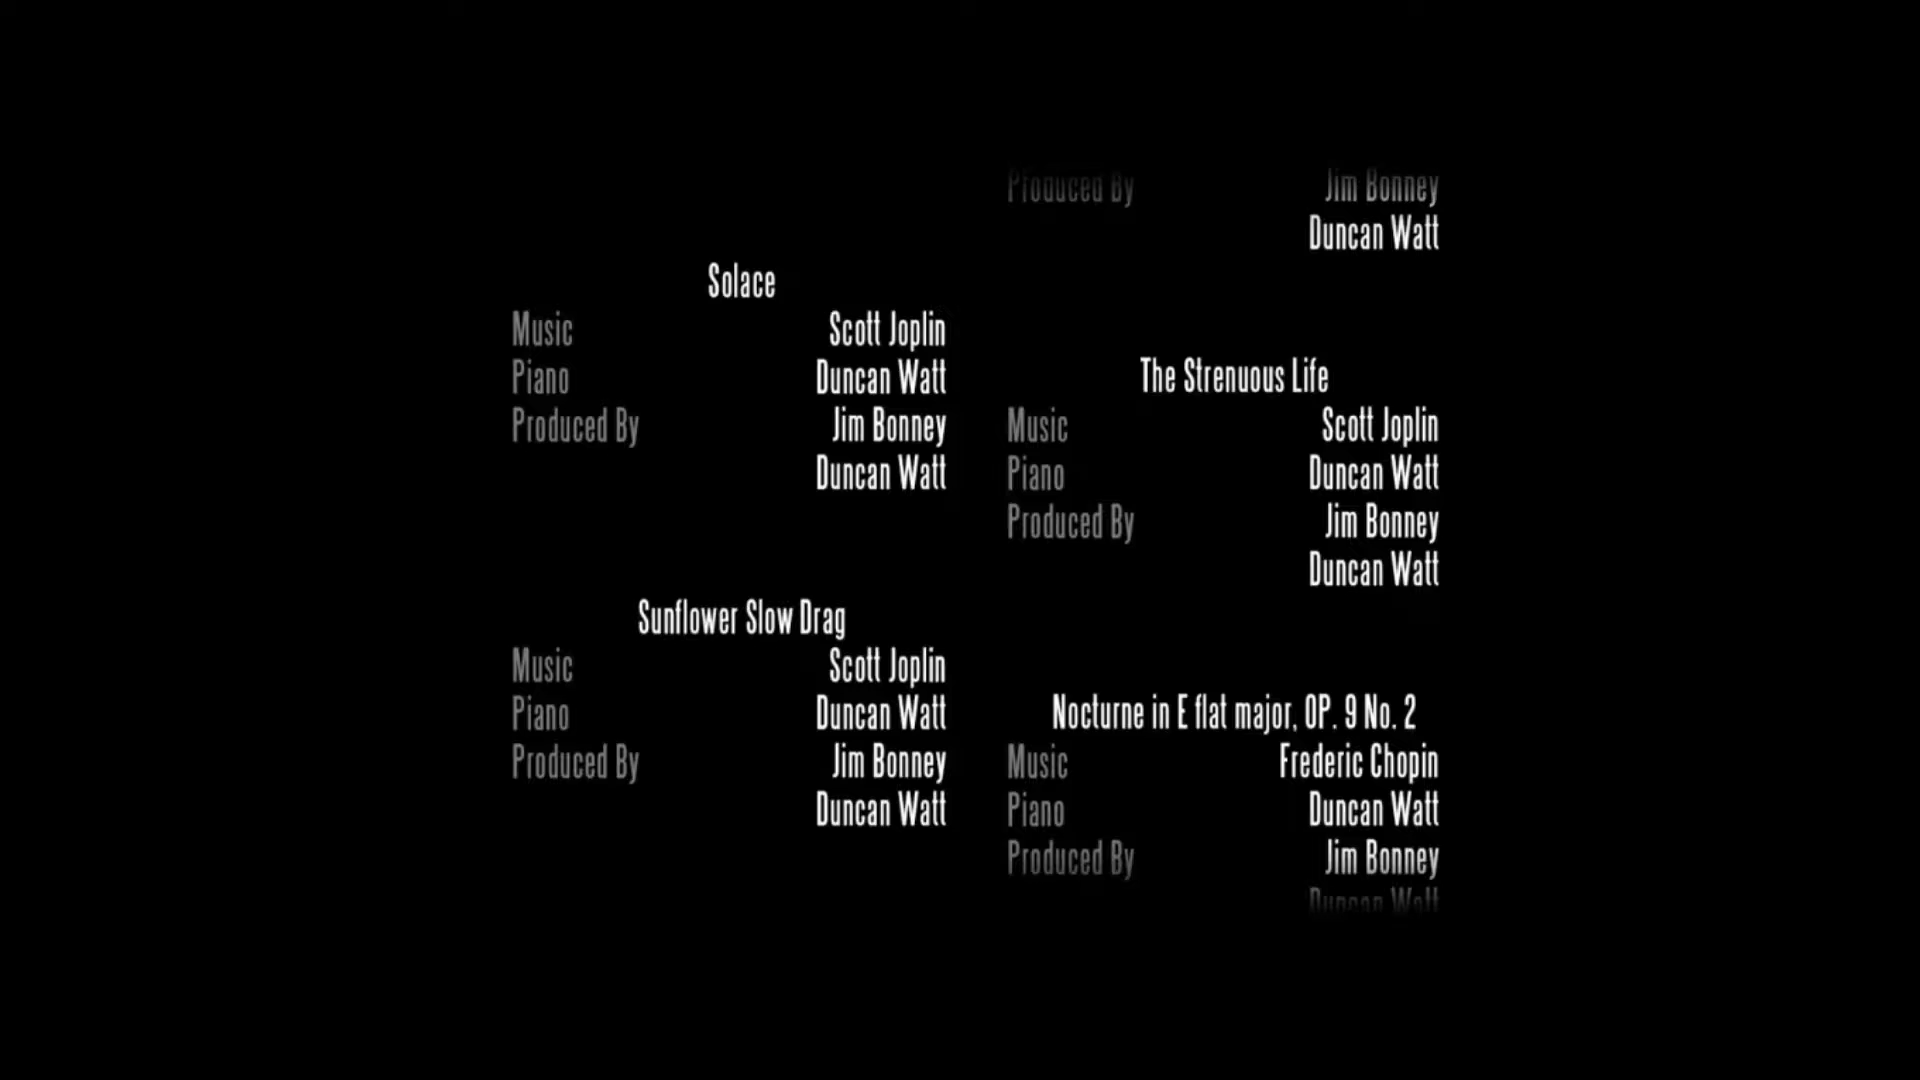 Solace
Music Scott Joplin
Piano Duncan Watt
Produced By Jim Bonney
Duncan Watt
Sunflower Slow Drag
Music Scott Joplin
Piano Duncan Watt
Produced By Jim Bonney
Duncan Watt
Produced By Jim Bonney
Duncan Watt
The Strenuous Life
Music Scott Joplin
Piano Duncan Watt
Produced By Jim Bonney
Duncan Watt
Nocturne in E flat major, OP. 9 No. 2
Music Frederic Chopin
Piano Duncan Watt
Produced By Jim Bonney
Duncan Watt